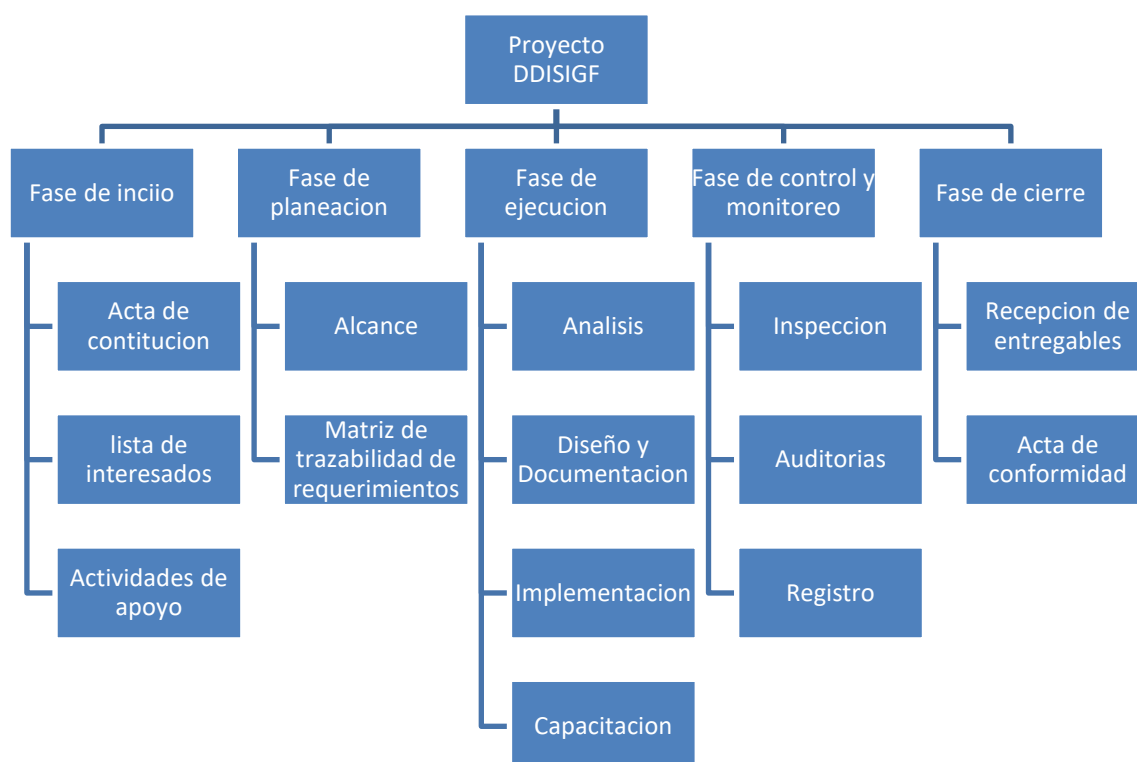 Proyecto
DDISIGF
Fase de inciio
Fase de
planeacion
Fase de
ejecucion
Fase de control y
monitoreo
Fase de cierre
Acta de
contitucion
lista de
interesados
Actividades de
apoyo
Alcance
Matriz de
trazabilidad de
requerimientos
Analisis
Diseño y
Documentacion
Implementacion
Capacitacion
Inspeccion
Auditorias
Registro
Recepcion de
entregables
Acta de
conformidad